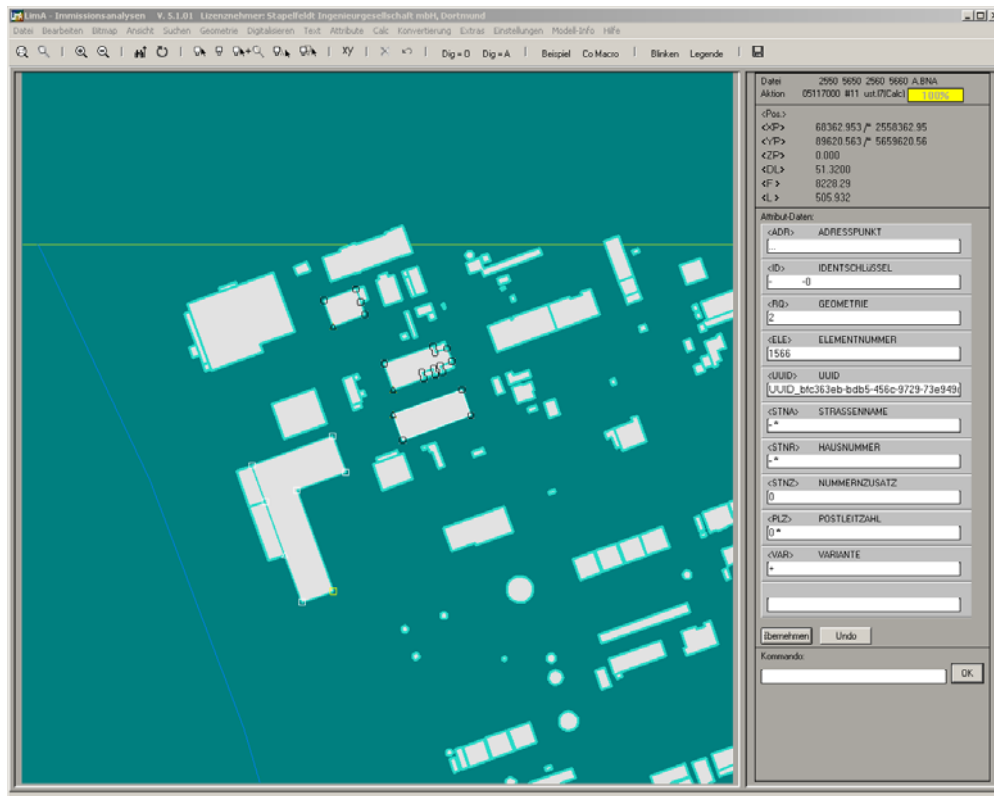 LimA - Immissionsanalysen V. 5.1.01 Lizenznehmer: Stapelfeldt Ingenieurgesellschaft mbH, Dortmund
Datei Bearbeiten Bitmap Ansicht Suchen Geometrie Digitalisieren Text Attribute Calc Konvertierung Extras Einstellungen Modell-Info Hilfe
XY Dig = 0 Dig = A Beispiel Co Macro Blinken Legende
Datei 2550 5650 2560 5660 A.BNA
Aktion 05117000 #11 ust.l7(Calc) 100%
<Pos.>
<XP> 68362.953 /* 2558362.95
<YP> 89620.563 /* 5659620.56
<ZP> 0.000
<DL> 51.3200
<F > 8228.29
<L > 505.932
Attribut-Daten:
<ADR> ADRESSPUNKT
...
<ID> IDENTSCHLüSSEL
- -0
<RQ> GEOMETRIE
2
<ELE> ELEMENTNUMMER
1566
<UUID> UUID
UUID_bfc363eb-bdb5-456c-9729-73e949
<STNA> STRASSENNAME
-*
<STNR> HAUSNUMMER
-*
<STNZ> NUMMERNZUSATZ
0
<PLZ> POSTLEITZAHL
0*
<VAR> VARIANTE
+
übernehmen Undo
Kommando:
OK